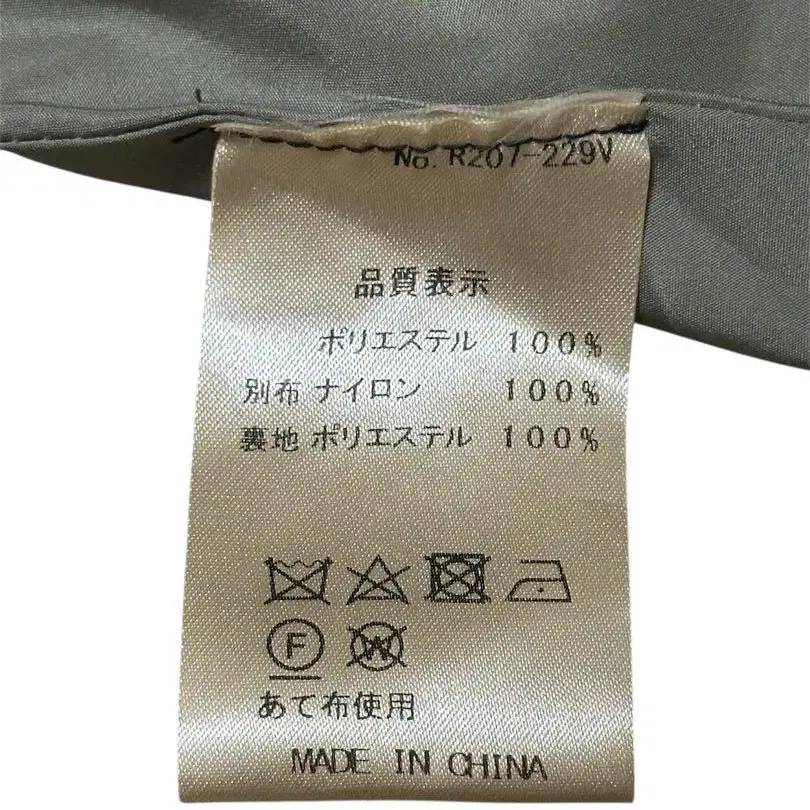 No. R207-229V
品質表示
ポリエステル 100%
別布 ナイロン 100%
裏地 ポリエステル 100%
F W
あて布使用
MADE IN CHINA